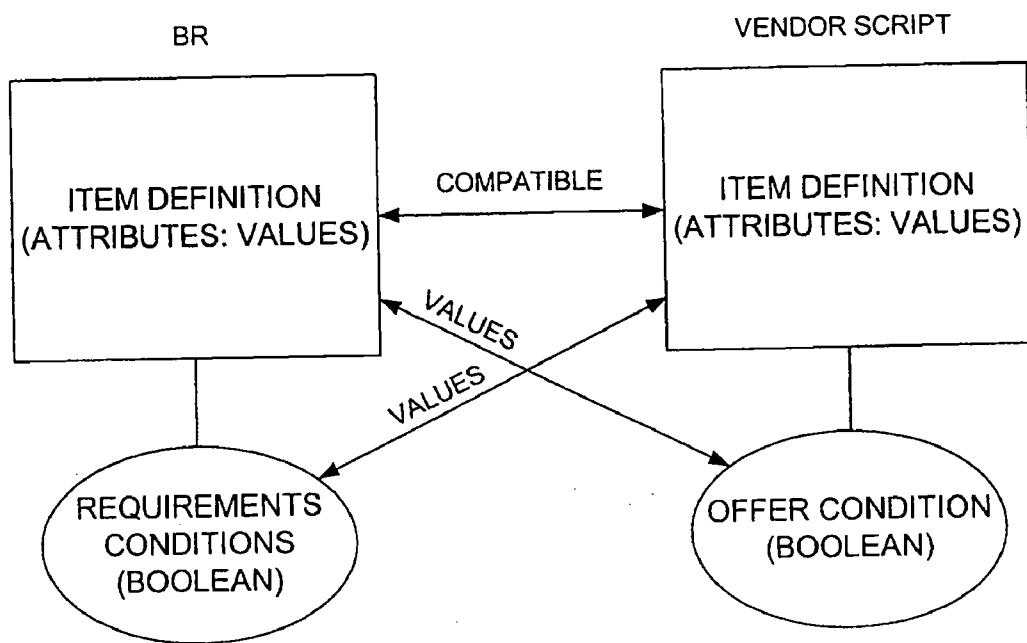 BR
VENDOR SCRIPT
ITEM DEFINITION
(ATTRIBUTES: VALUES)
COMPATIBLE
ITEM DEFINITION
(ATTRIBUTES: VALUES)
VALUES
VALUES
REQUIREMENTS
CONDITIONS
(BOOLEAN)
OFFER CONDITION
(BOOLEAN)